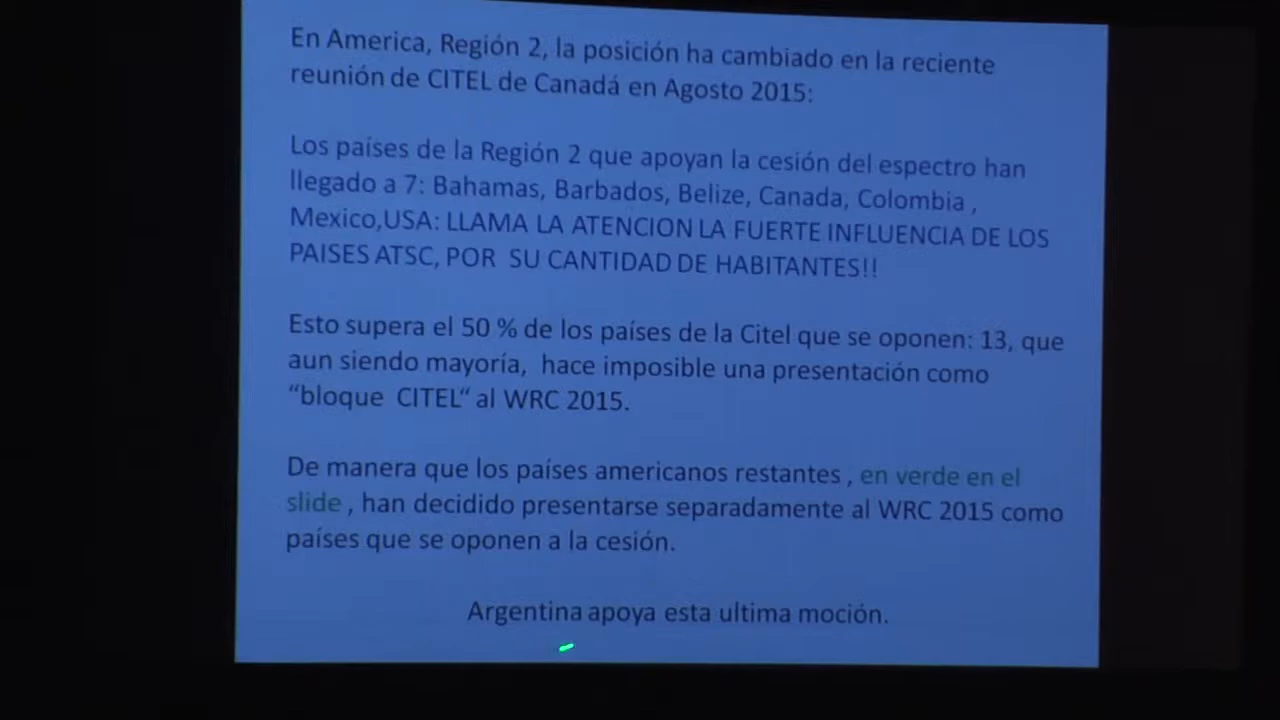 En America, Región 2, la posición ha cambiado en la reciente
reunión de CITEL de Canadá en Agosto 2015:
Los países de la Región 2 que apoyan la cesión del espectro han
llegado a 7: Bahamas, Barbados, Belize, Canada, Colombia ,
Mexico,USA: LLAMA LA ATENCION LA FUERTE INFLUENCIA DE LOS
PAISES ATSC, POR SU CANTIDAD DE HABITANTES!!
Esto supera el 50 % de los países de la Citel que se oponen: 13, que
aun siendo mayoría, hace imposible una presentación como
“bloque CITEL“ al WRC 2015.
De manera que los países americanos restantes , en verde en el
slide , han decidido presentarse separadamente al WRC 2015 como
países que se oponen a la cesión.
Argentina apoya esta ultima moción.